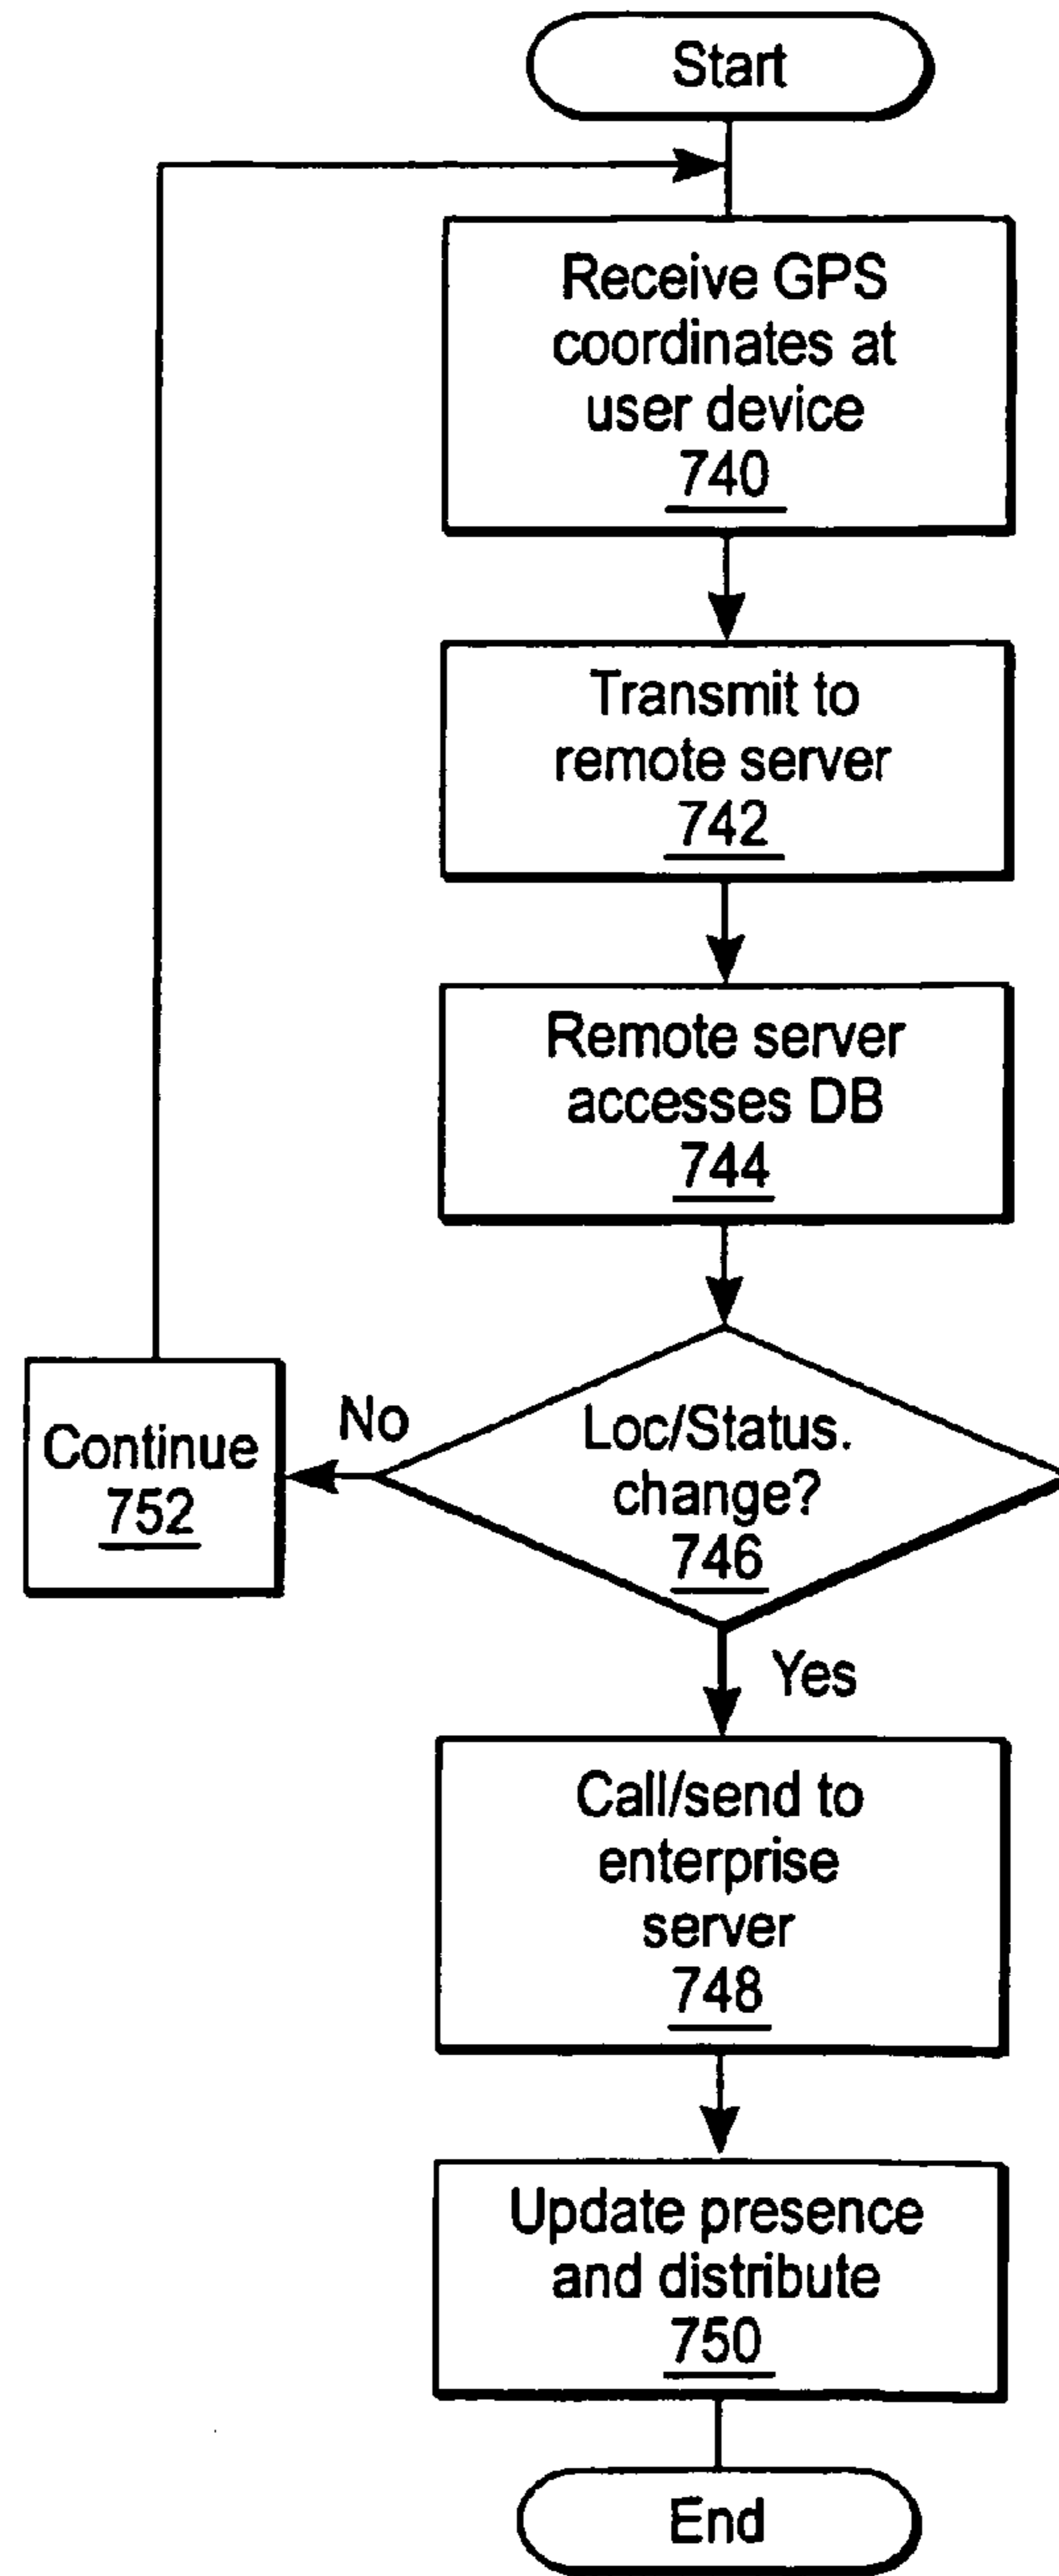 Start
Receive GPS
coordinates at
user device
740
Transmit to
remote server
742
Remote server
accesses DB
744
Loc/Status.
change?
746
No
Continue
752
Yes
Call/send to
enterprise
server
748
Update presence
and distribute
750
End